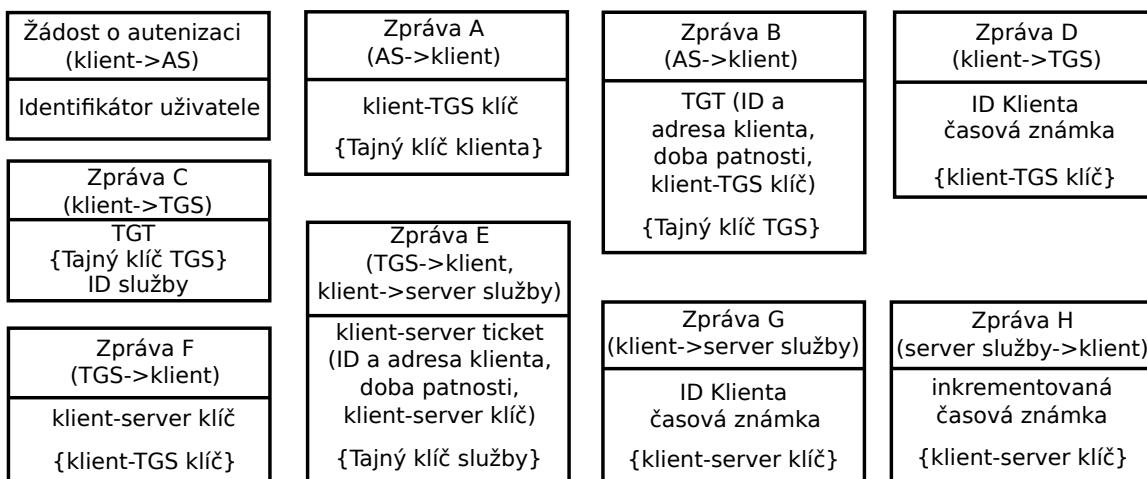 Žádost o autenizaci
(klient->AS)
Identifikátor uživatele
Zpráva A
(AS->klient)
klient-TGS klíč
{Tajný klíč klienta}
Zpráva B
(AS->klient)
TGT (ID a
adresa klienta,
doba patnosti,
klient-TGS klíč)
{Tajný klíč TGS}
Zpráva D
(klient->TGS)
ID Klienta
časová známka
{klient-TGS klíč}
Zpráva C
(klient->TGS)
TGT
{Tajný klíč TGS}
ID služby
Zpráva E
(TGS->klient,
klient->server služby)
klient-server ticket
(ID a adresa klienta,
doba patnosti,
klient-server klíč)
{Tajný klíč služby}
Zpráva F
(TGS->klient)
klient-server klíč
{klient-TGS klíč}
Zpráva G
(klient->server služby)
ID Klienta
časová známka
{klient-server klíč}
Zpráva H
(server služby->klient)
inkrementovaná
časová známka
{klient-server klíč}